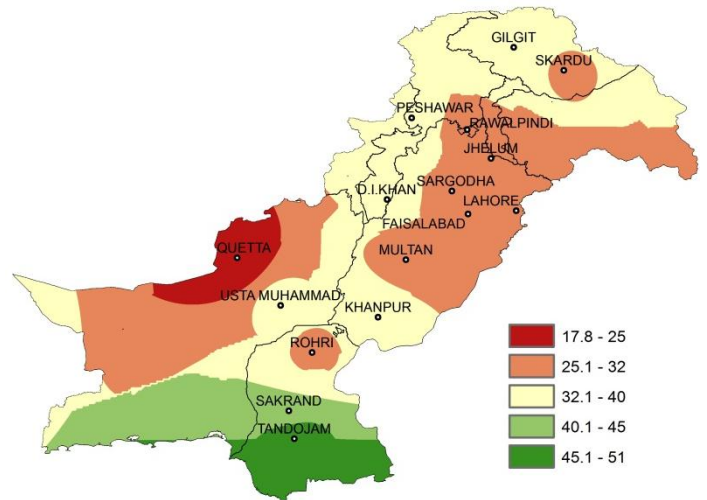 GILGIT
SKARDU
PESHAWAR
RAWALPINDI
JHELUM
D.I.KHAN
SARGODHA
LAHORE
FAISALABAD
QUETTA
MULTAN
USTA MUHAMMAD
KHANPUR
ROHRI
SAKRAND
TANDOJAM
17.8 - 25
25.1 - 32
32.1 - 40
40.1 - 45
45.1 - 51